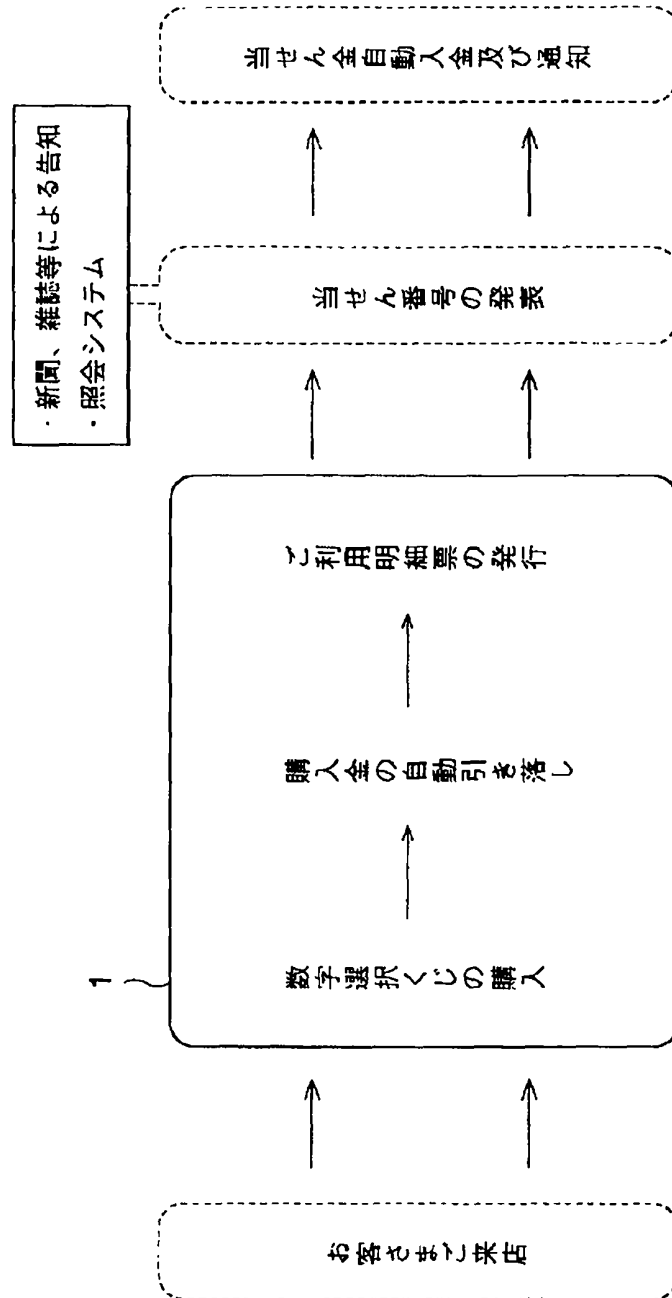 お客さまご来店
1
数字選択くじの購入
購入金の自動引き落し
ご利用明細票の発行
・新聞、雑誌等による告知
・照会システム
当せん番号の発表
当せん金自動入金及び通知